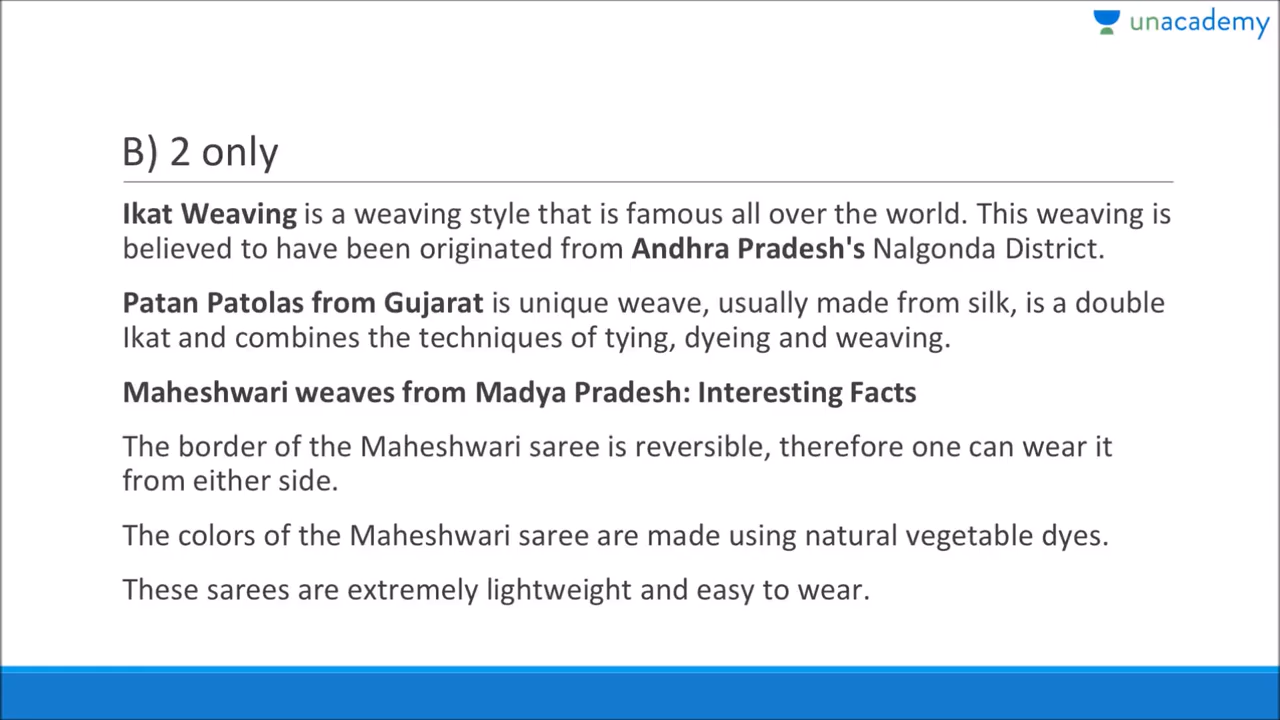 unacademy
B) 2 only
Ikat Weaving is a weaving style that is famous all over the world. This weaving is
believed to have been originated from Andhra Pradesh's Nalgonda District.
Patan Patolas from Gujarat is unique weave, usually made from silk, is a double
Ikat and combines the techniques of tying, dyeing and weaving.
Maheshwari weaves from Madya Pradesh: Interesting Facts
The border of the Maheshwari saree is reversible, therefore one can wear it
from either side.
The colors of the Maheshwari saree are made using natural vegetable dyes.
These sarees are extremely lightweight and easy to wear.